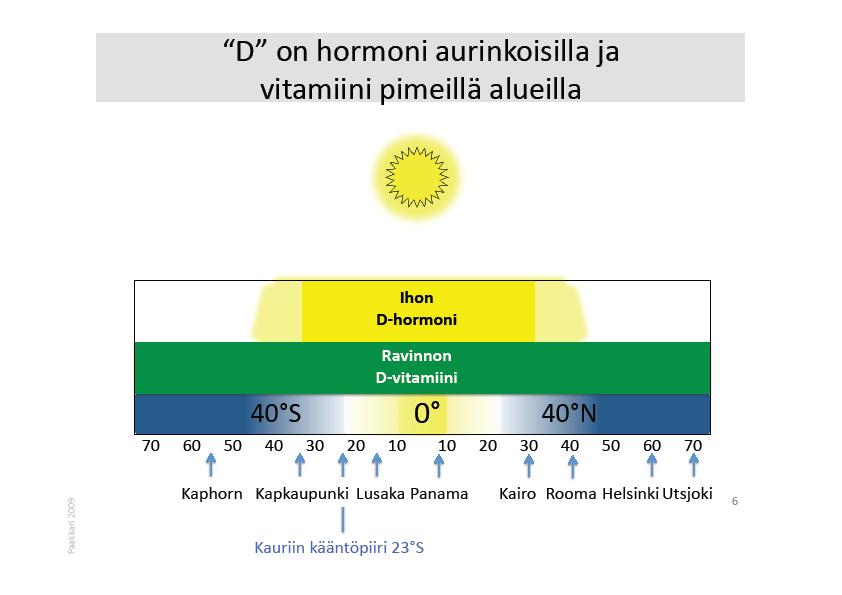 “D” on hormoni aurinkoisilla ja
vitamiini pimeillä alueilla
Ihon
D-hormoni
Ravinnon
D-vitamiini
40°S 0° 40°N
70 60 50 40 30 20 10 10 20 30 40 50 60 70
Kaphorn Kapkaupunki Lusaka Panama Kairo Rooma Helsinki Utsjoki
Kauriin kääntöpiiri 23°S
Paakkari 2009
6